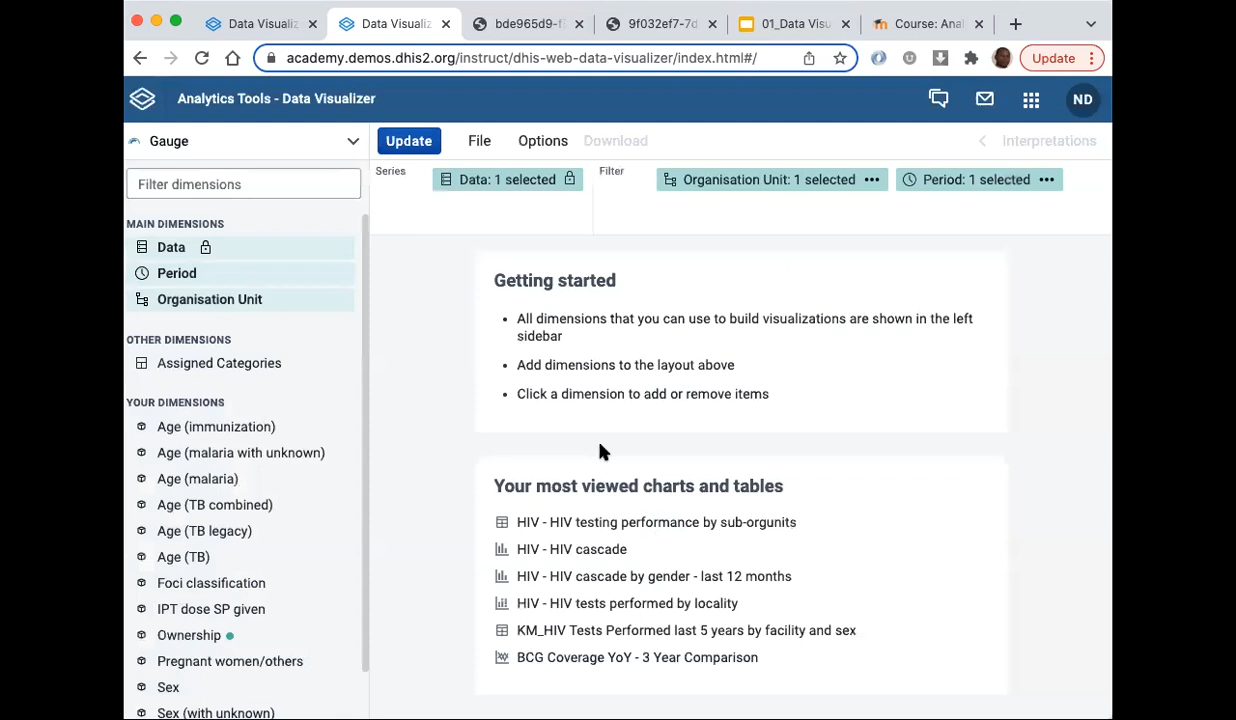 Data Visualiz
Data Visualiz
bde965d9-f
9f032ef7-7d
01_Data Visu
Course: Ana
academy.demos.dhis2.org/instruct/dhis-web-data-visualizer/index.html#/
Update
Analytics Tools - Data Visualizer
ND
Gauge
Update
File
Options
Download
Interpretations
Filter dimensions
Series
Data: 1 selected
Filter
Organisation Unit: 1 selected
Period: 1 selected
MAIN DIMENSIONS
Data
Period
Organisation Unit
OTHER DIMENSIONS
Assigned Categories
YOUR DIMENSIONS
Age (immunization)
Age (malaria with unknown)
Age (malaria)
Age (TB combined)
Age (TB legacy)
Age (TB)
Foci classification
IPT dose SP given
Ownership
Pregnant women/others
Sex
Sex (with unknown)
Getting started
• All dimensions that you can use to build visualizations are shown in the left
sidebar
• Add dimensions to the layout above
• Click a dimension to add or remove items
Your most viewed charts and tables
HIV - HIV testing performance by sub-orgunits
HIV - HIV cascade
HIV - HIV cascade by gender - last 12 months
HIV - HIV tests performed by locality
KM_HIV Tests Performed last 5 years by facility and sex
BCG Coverage YoY - 3 Year Comparison